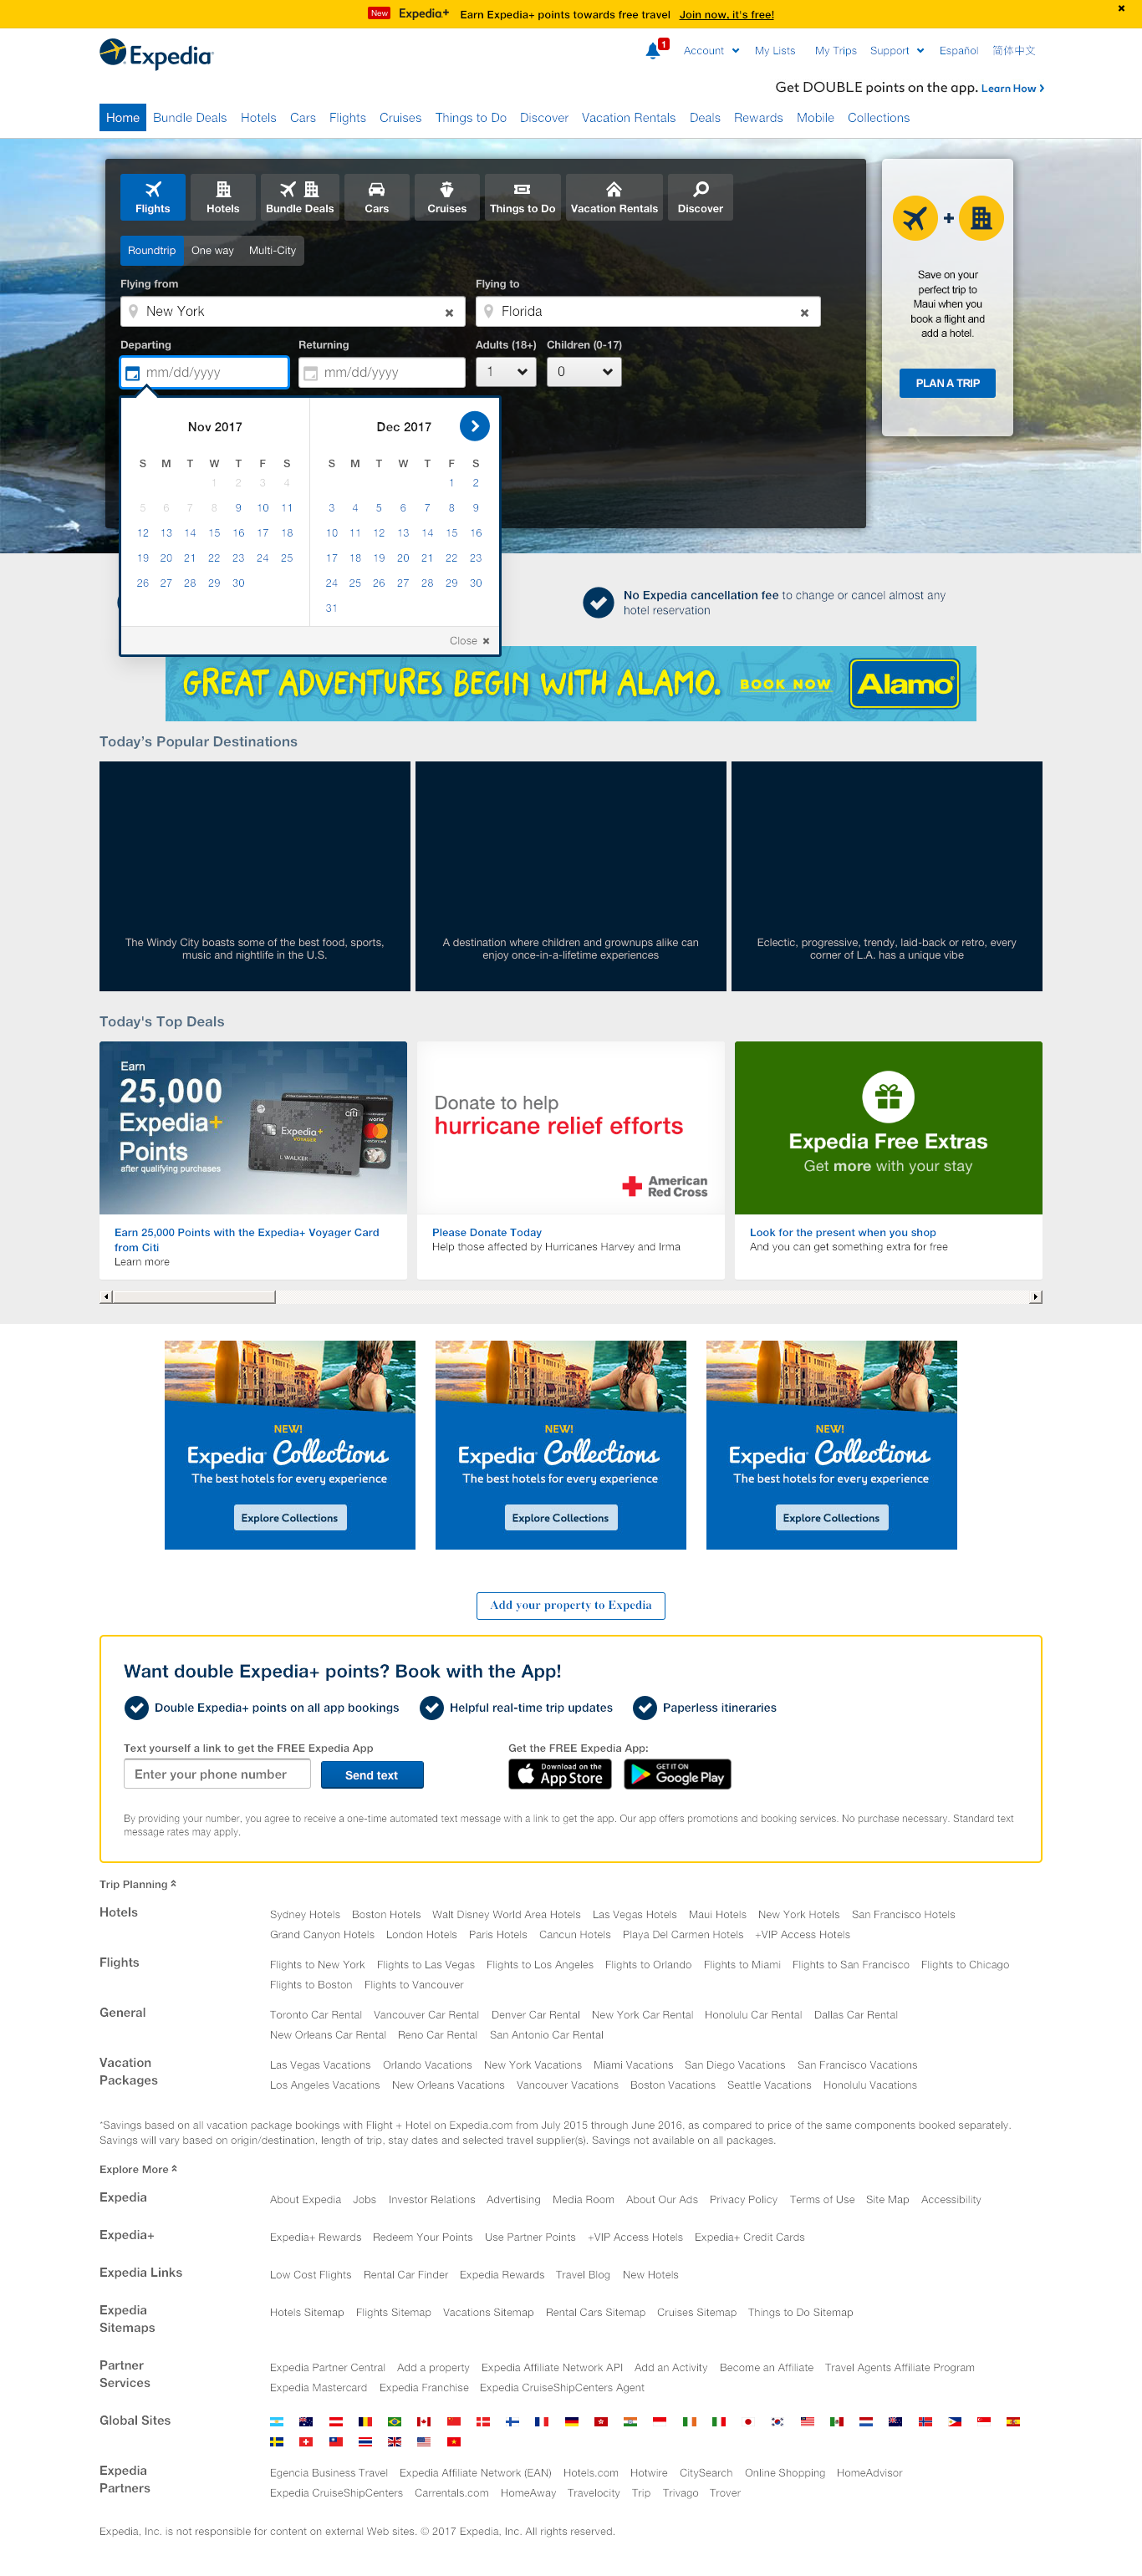 New Expedia+ Earn Expedia+ points towards free travel Join now, it's free!
Expedia
1 Account My Lists My Trips Support Español 简体中文
Get DOUBLE points on the app. Learn How
Home Bundle Deals Hotels Cars Flights Cruises Things to Do Discover Vacation Rentals Deals Rewards Mobile Collections
Flights Hotels Bundle Deals Cars Cruises Things to Do Vacation Rentals Discover
Roundtrip One way Multi-City
Flying from Flying to
New York Florida
Departing Returning Adults (18+) Children (0-17)
mm/dd/yyyy mm/dd/yyyy 1 0
Save on your
perfect trip to
Maui when you
book a flight and
add a hotel.
PLAN A TRIP
Nov 2017 Dec 2017
S M T W T F S S M T W T F S
1 2 3 4 1 2
5 6 7 8 9 10 11 3 4 5 6 7 8 9
12 13 14 15 16 17 18 10 11 12 13 14 15 16
19 20 21 22 23 24 25 17 18 19 20 21 22 23
26 27 28 29 30 24 25 26 27 28 29 30
31
Close
No Expedia cancellation fee to change or cancel almost any
hotel reservation
GREAT ADVENTURES BEGIN WITH ALAMO. BOOK NOW Alamo
Today's Popular Destinations
The Windy City boasts some of the best food, sports,
music and nightlife in the U.S.
A destination where children and grownups alike can
enjoy once-in-a-lifetime experiences
Eclectic, progressive, trendy, laid-back or retro, every
corner of L.A. has a unique vibe
Today's Top Deals
Earn
25,000
Expedia+
Points
after qualifying purchases
citi
Expedia+
VOYAGER
world
mastercard
L WALKER
Donate to help
hurricane relief efforts
American
Red Cross
Expedia Free Extras
Get more with your stay
Earn 25,000 Points with the Expedia+ Voyager Card
from Citi
Learn more
Please Donate Today
Help those affected by Hurricanes Harvey and Irma
Look for the present when you shop
And you can get something extra for free
NEW! NEW! NEW!
Expedia Collections Expedia Collections Expedia Collections
The best hotels for every experience The best hotels for every experience The best hotels for every experience
Explore Collections Explore Collections Explore Collections
Add your property to Expedia
Want double Expedia+ points? Book with the App!
Double Expedia+ points on all app bookings Helpful real-time trip updates Paperless itineraries
Text yourself a link to get the FREE Expedia App Get the FREE Expedia App:
Enter your phone number Send text Download on the App Store GET IT ON Google Play
By providing your number, you agree to receive a one-time automated text message with a link to get the app. Our app offers promotions and booking services. No purchase necessary. Standard text
message rates may apply.
Trip Planning
Hotels Sydney Hotels Boston Hotels Walt Disney World Area Hotels Las Vegas Hotels Maui Hotels New York Hotels San Francisco Hotels
Grand Canyon Hotels London Hotels Paris Hotels Cancun Hotels Playa Del Carmen Hotels +VIP Access Hotels
Flights Flights to New York Flights to Las Vegas Flights to Los Angeles Flights to Orlando Flights to Miami Flights to San Francisco Flights to Chicago
Flights to Boston Flights to Vancouver
General Toronto Car Rental Vancouver Car Rental Denver Car Rental New York Car Rental Honolulu Car Rental Dallas Car Rental
New Orleans Car Rental Reno Car Rental San Antonio Car Rental
Vacation Las Vegas Vacations Orlando Vacations New York Vacations Miami Vacations San Diego Vacations San Francisco Vacations
Packages Los Angeles Vacations New Orleans Vacations Vancouver Vacations Boston Vacations Seattle Vacations Honolulu Vacations
*Savings based on all vacation package bookings with Flight + Hotel on Expedia.com from July 2015 through June 2016, as compared to price of the same components booked separately.
Savings will vary based on origin/destination, length of trip, stay dates and selected travel supplier(s). Savings not available on all packages.
Explore More
Expedia About Expedia Jobs Investor Relations Advertising Media Room About Our Ads Privacy Policy Terms of Use Site Map Accessibility
Expedia+ Expedia+ Rewards Redeem Your Points Use Partner Points +VIP Access Hotels Expedia+ Credit Cards
Expedia Links Low Cost Flights Rental Car Finder Expedia Rewards Travel Blog New Hotels
Expedia Hotels Sitemap Flights Sitemap Vacations Sitemap Rental Cars Sitemap Cruises Sitemap Things to Do Sitemap
Sitemaps
Partner Expedia Partner Central Add a property Expedia Affiliate Network API Add an Activity Become an Affiliate Travel Agents Affiliate Program
Services Expedia Mastercard Expedia Franchise Expedia CruiseShipCenters Agent
Global Sites
Expedia Egencia Business Travel Expedia Affiliate Network (EAN) Hotels.com Hotwire CitySearch Online Shopping HomeAdvisor
Partners Expedia CruiseShipCenters Carrentals.com HomeAway Travelocity Trip Trivago Trover
Expedia, Inc. is not responsible for content on external Web sites. © 2017 Expedia, Inc. All rights reserved.